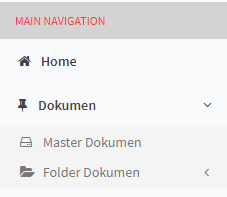 MAIN NAVIGATION
Home
Dokumen
Master Dokumen
Folder Dokumen